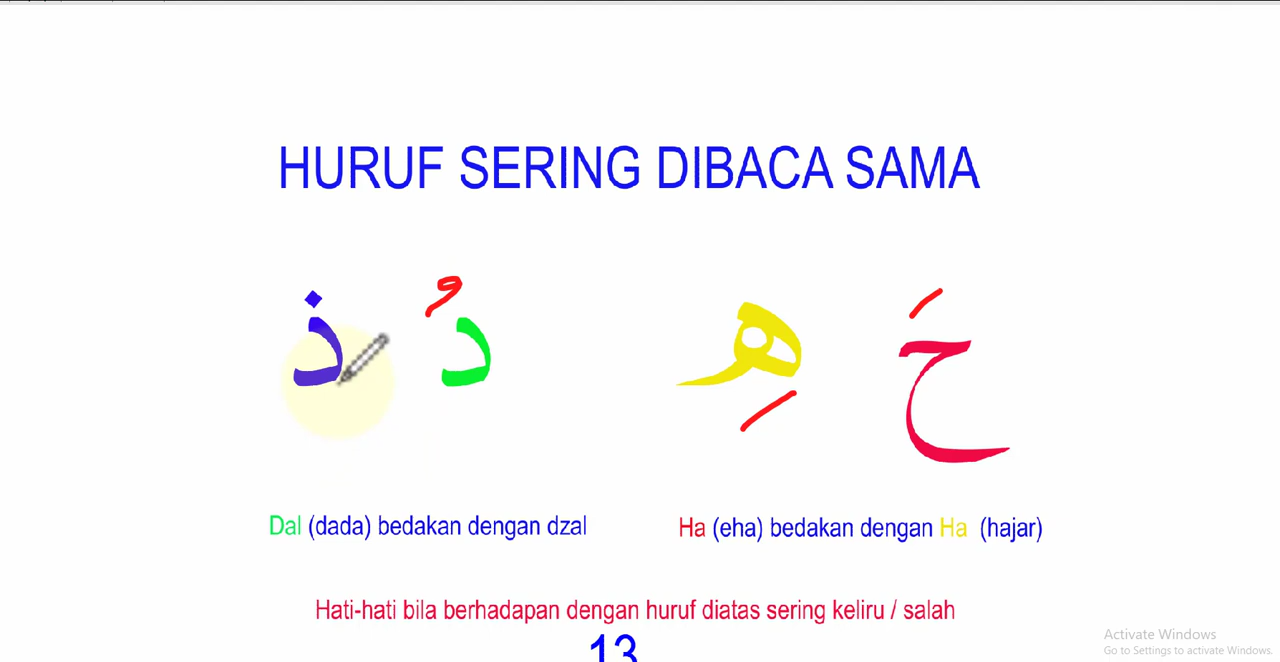 HURUF SERING DIBACA SAMA
حَ هِ دُ ذ
Dal (dada) bedakan dengan dzal
Ha (eha) bedakan dengan Ha (hajar)
Hati-hati bila berhadapan dengan huruf diatas sering keliru / salah
13
Activate Windows
Go to Settings to activate Windows.